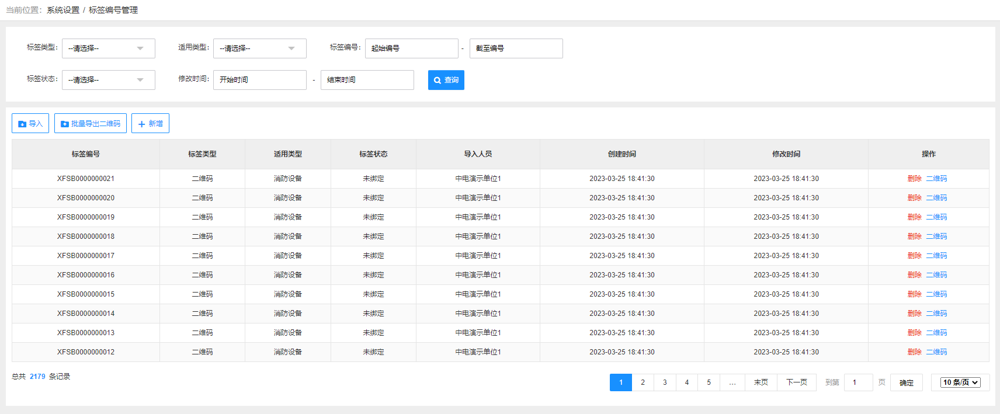 当前位置：系统设置 / 标签编号管理
标签类型： --请选择-- 适用类型： --请选择-- 标签编号： 起始编号 - 截至编号
标签状态： --请选择-- 修改时间： 开始时间 - 结束时间 查询
导入 批量导出二维码 新增
标签编号 标签类型 适用类型 标签状态 导入人员 创建时间 修改时间 操作
XFSB0000000021 二维码 消防设备 未绑定 中电演示单位1 2023-03-25 18:41:30 2023-03-25 18:41:30 删除 二维码
XFSB0000000020 二维码 消防设备 未绑定 中电演示单位1 2023-03-25 18:41:30 2023-03-25 18:41:30 删除 二维码
XFSB0000000019 二维码 消防设备 未绑定 中电演示单位1 2023-03-25 18:41:30 2023-03-25 18:41:30 删除 二维码
XFSB0000000018 二维码 消防设备 未绑定 中电演示单位1 2023-03-25 18:41:30 2023-03-25 18:41:30 删除 二维码
XFSB0000000017 二维码 消防设备 未绑定 中电演示单位1 2023-03-25 18:41:30 2023-03-25 18:41:30 删除 二维码
XFSB0000000016 二维码 消防设备 未绑定 中电演示单位1 2023-03-25 18:41:30 2023-03-25 18:41:30 删除 二维码
XFSB0000000015 二维码 消防设备 未绑定 中电演示单位1 2023-03-25 18:41:30 2023-03-25 18:41:30 删除 二维码
XFSB0000000014 二维码 消防设备 未绑定 中电演示单位1 2023-03-25 18:41:30 2023-03-25 18:41:30 删除 二维码
XFSB0000000013 二维码 消防设备 未绑定 中电演示单位1 2023-03-25 18:41:30 2023-03-25 18:41:30 删除 二维码
XFSB0000000012 二维码 消防设备 未绑定 中电演示单位1 2023-03-25 18:41:30 2023-03-25 18:41:30 删除 二维码
总共 2179 条记录 1 2 3 4 5 … 末页 下一页 到第 1 页 确定 10 条/页